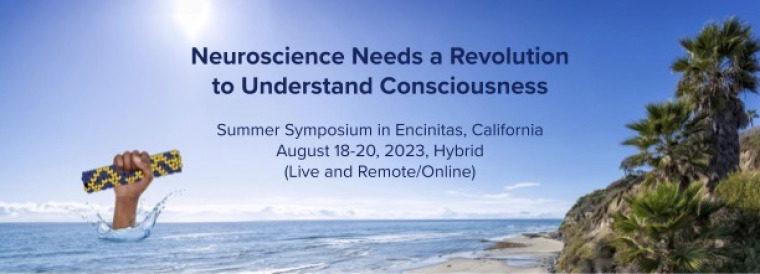 Neuroscience Needs a Revolution
to Understand Consciousness
Summer Symposium in Encinitas, California
August 18-20, 2023, Hybrid
(Live and Remote/Online)